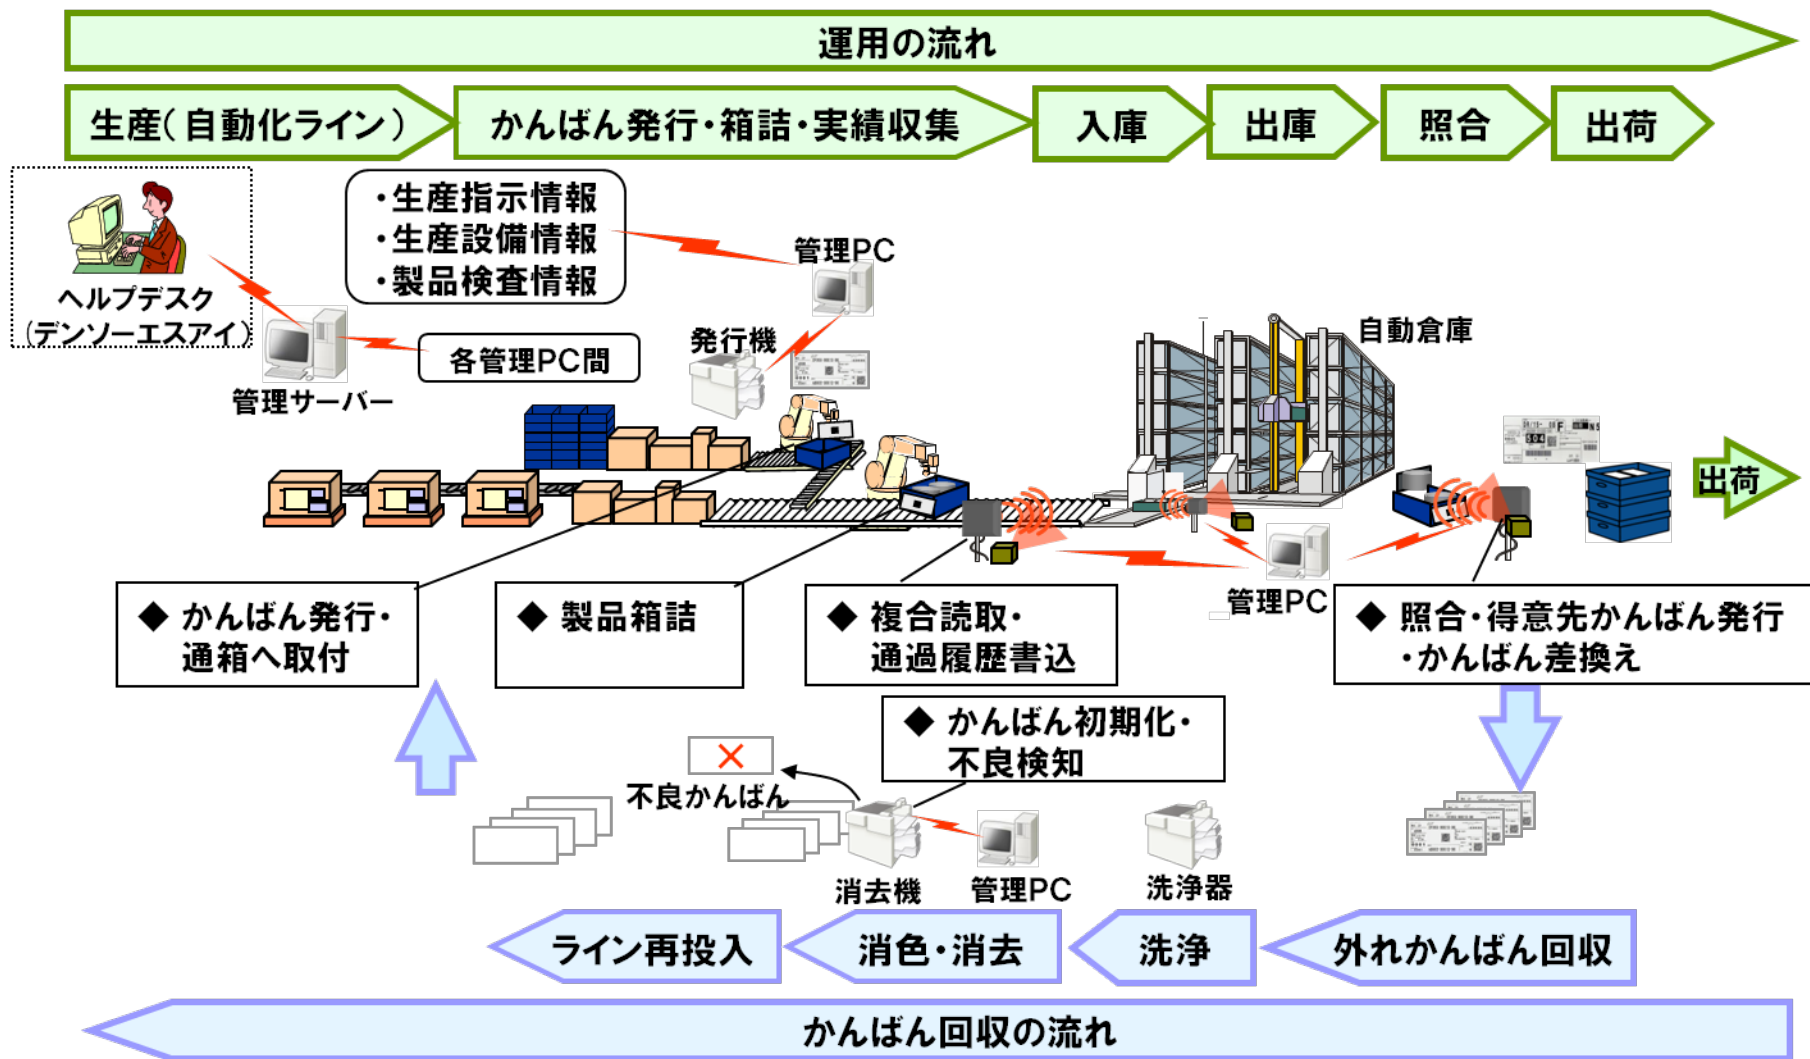 運用の流れ
生産(自動化ライン)
かんばん発行・箱詰・実績収集
入庫
出庫
照合
出荷
・生産指示情報
・生産設備情報
・製品検査情報
管理PC
ヘルプデスク
(デンソーエスアイ)
管理サーバー
各管理PC間
発行機
自動倉庫
出荷
◆ かんばん発行・
通箱へ取付
◆ 製品箱詰
◆ 複合読取・
通過履歴書込
管理PC
◆ 照合・得意先かんばん発行
・かんばん差換え
◆ かんばん初期化・
不良検知
不良かんばん
消去機
管理PC
洗浄器
ライン再投入
消色・消去
洗浄
外れかんばん回収
かんばん回収の流れ